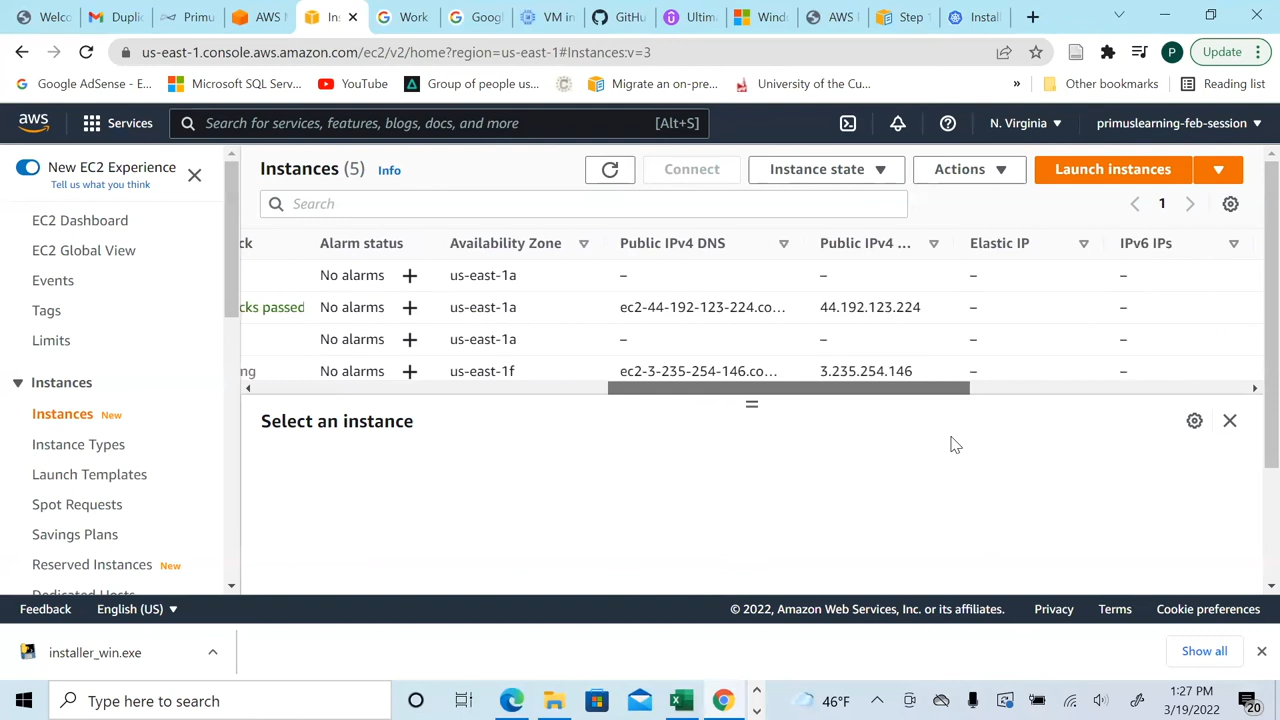 Welco
Duplic
Primu
AWS M
Ins
Work
Googl
VM in
GitHu
Ultim
Wind
AWS I
Step
Install
us-east-1.console.aws.amazon.com/ec2/v2/home?region=us-east-1#Instances:v=3
P
Update
Google AdSense - E...
Microsoft SQL Serv...
YouTube
Group of people us...
Migrate an on-pre...
University of the Cu...
»
Other bookmarks
Reading list
aws
Services
Search for services, features, blogs, docs, and more
[Alt+S]
N. Virginia
primuslearning-feb-session
New EC2 Experience
Tell us what you think
EC2 Dashboard
EC2 Global View
Events
Tags
Limits
Instances
Instances New
Instance Types
Launch Templates
Spot Requests
Savings Plans
Reserved Instances New
Dedicated Hosts
Instances (5) Info
Connect
Instance state
Actions
Launch instances
Search
1
ck Alarm status Availability Zone Public IPv4 DNS Public IPv4 ... Elastic IP IPv6 IPs
No alarms + us-east-1a – – – –
cks passed No alarms + us-east-1a ec2-44-192-123-224.co... 44.192.123.224 – –
No alarms + us-east-1a – – – –
ng No alarms + us-east-1f ec2-3-235-254-146.co... 3.235.254.146 – –
Select an instance
Feedback English (US)
© 2022, Amazon Web Services, Inc. or its affiliates. Privacy Terms Cookie preferences
installer_win.exe
Show all
Type here to search
46°F
1:27 PM
3/19/2022
20